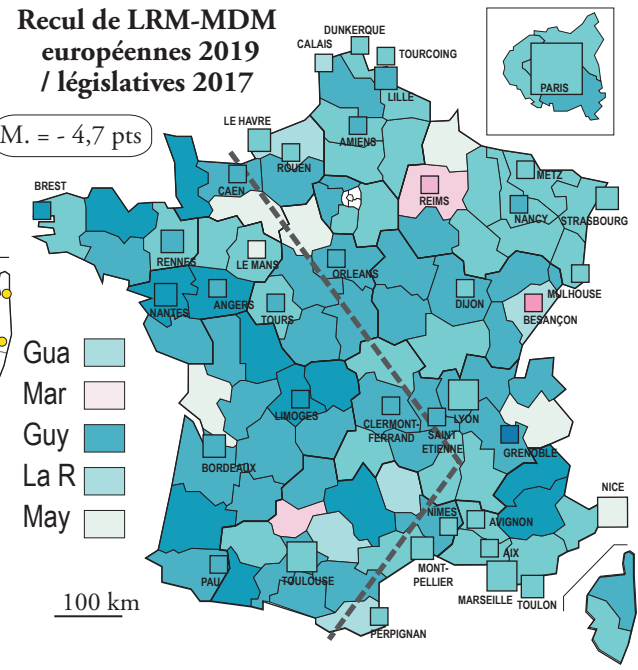 Recul de LRM-MDM
européennes 2019
/ législatives 2017
M. = - 4,7 pts
DUNKERQUE
CALAIS
TOURCOING
LILLE
PARIS
LE HAVRE
AMIENS
ROUEN
CAEN
REIMS
METZ
NANCY
STRASBOURG
BREST
RENNES
LE MANS
ORLEANS
NANTES
ANGERS
TOURS
DIJON
MULHOUSE
BESANÇON
Gua
Mar
Guy
La R
May
LIMOGES
CLERMONT-
FERRAND
LYON
SAINT
ETIENNE
GRENOBLE
BORDEAUX
NICE
NIMES
AVIGNON
AIX
MONT-
PELLIER
MARSEILLE
TOULON
PAU
TOULOUSE
PERPIGNAN
100 km